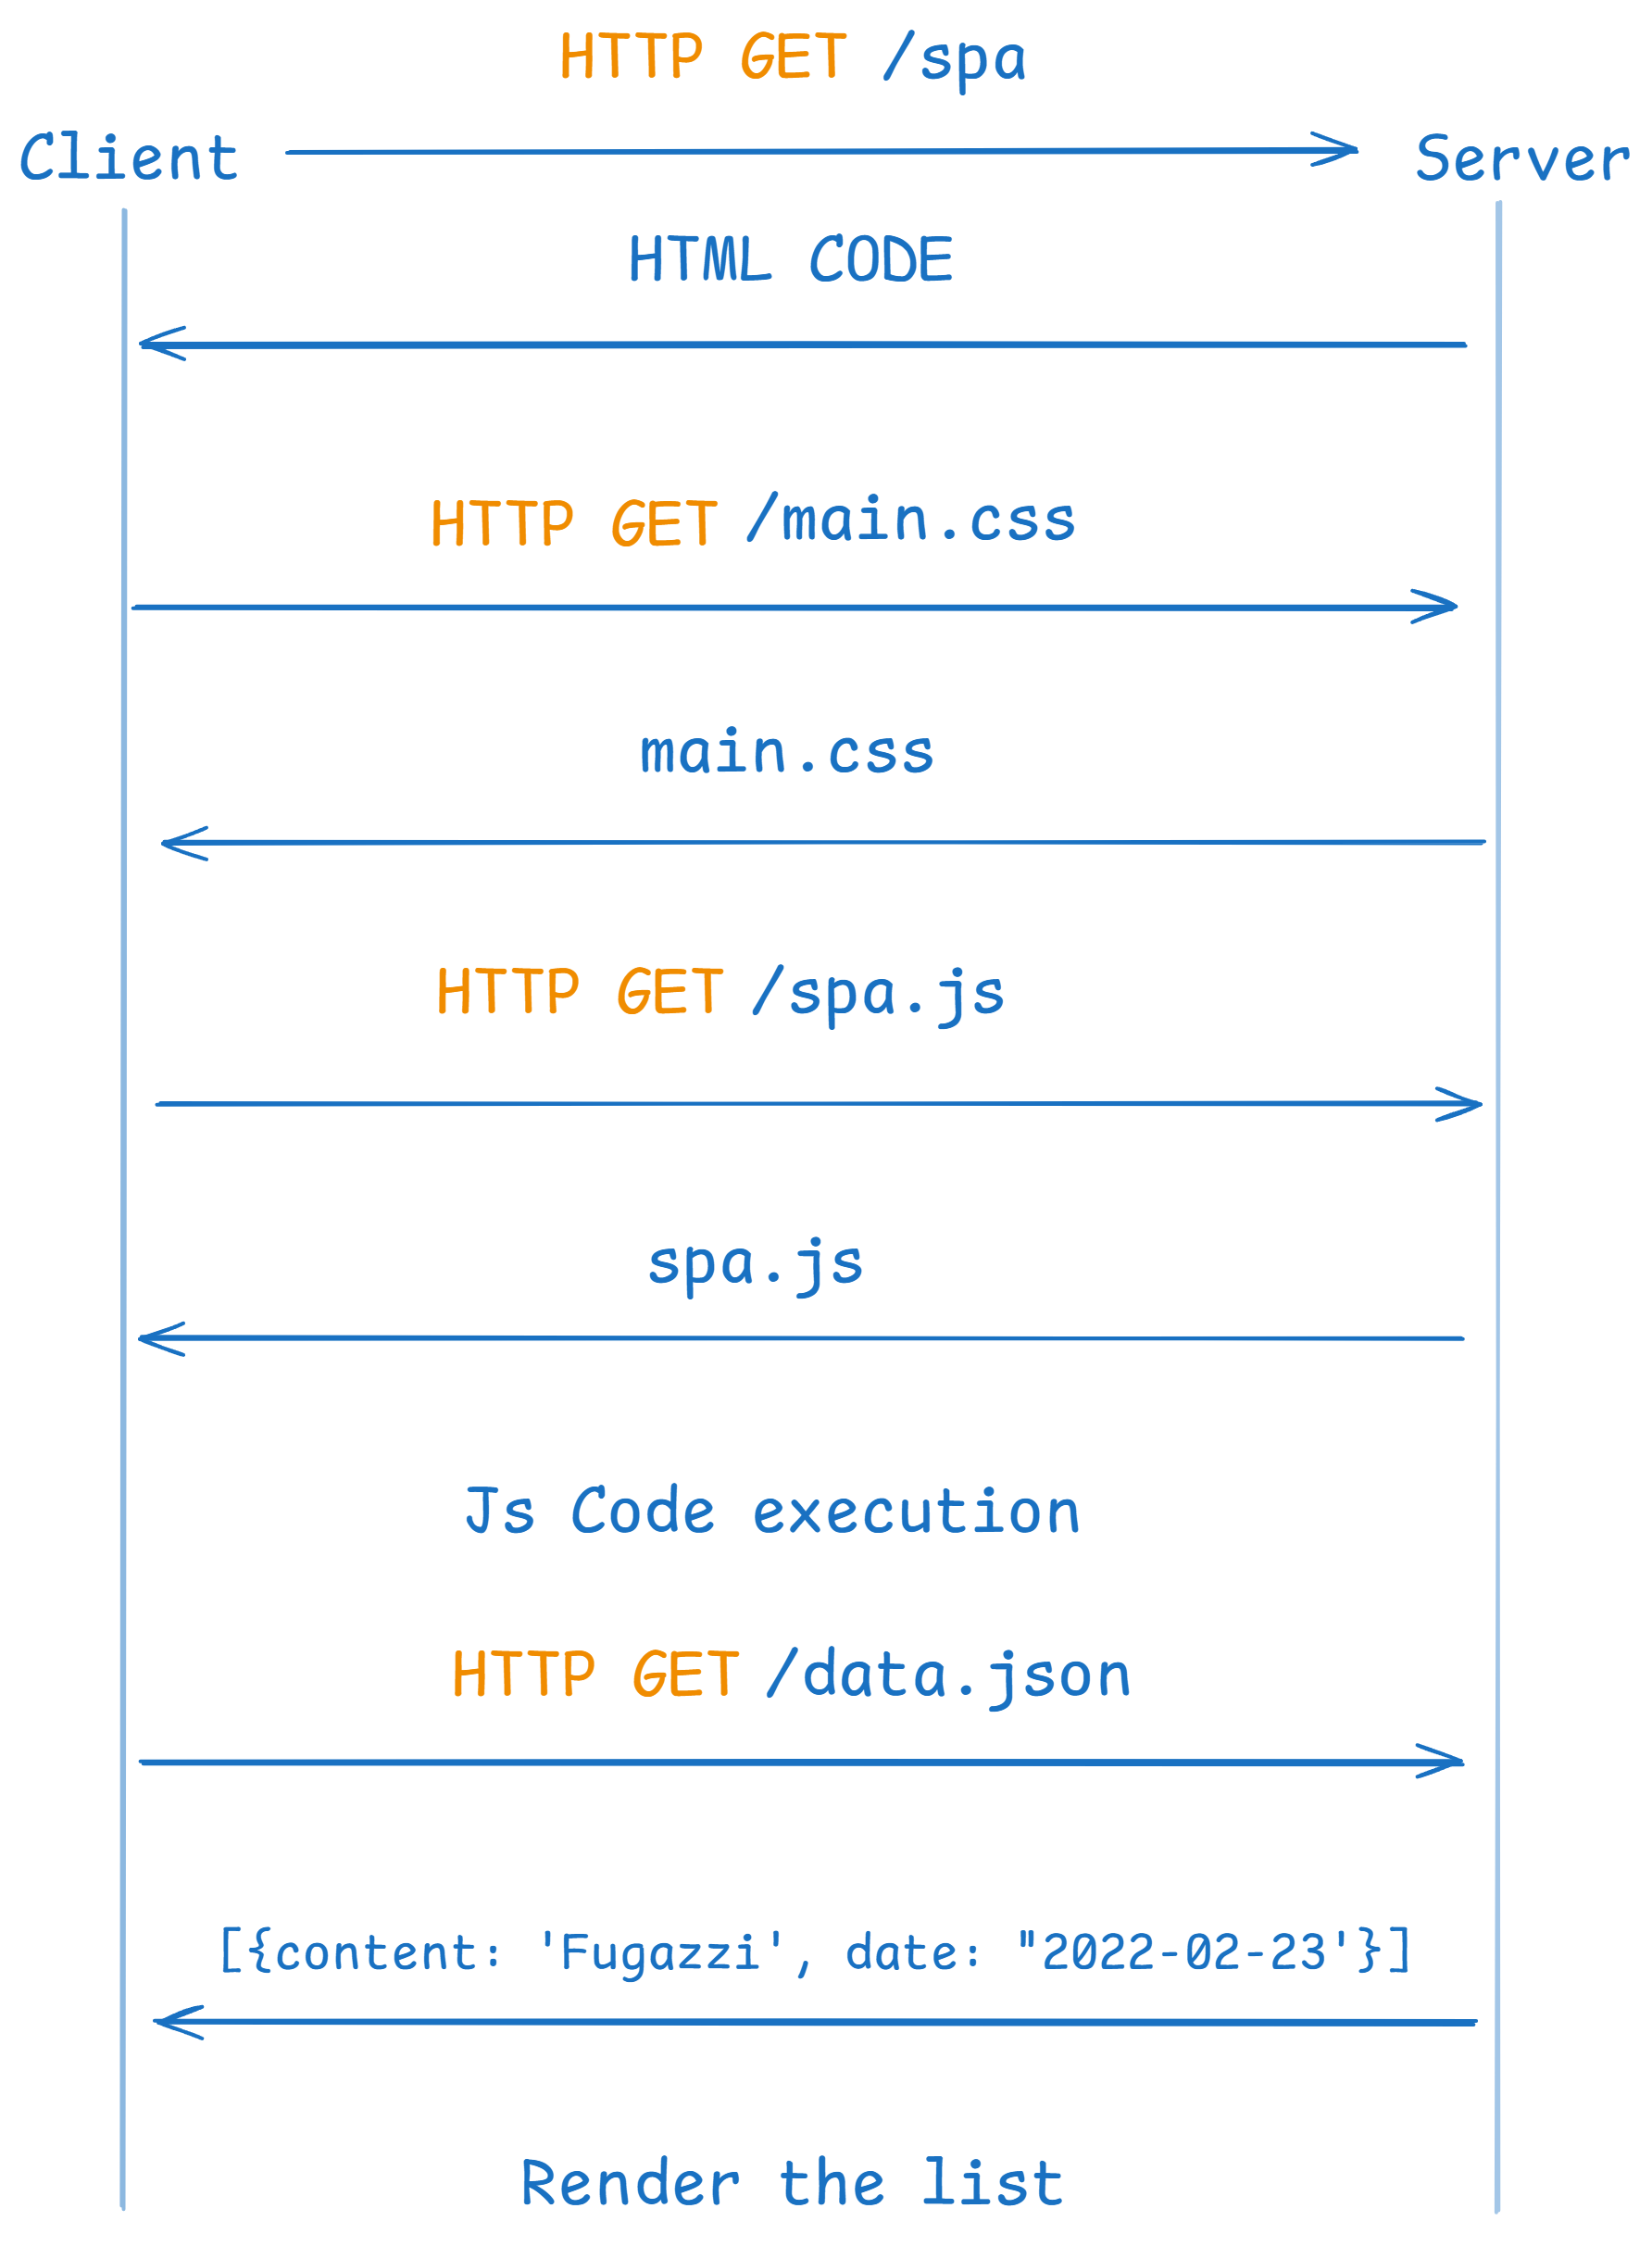 HTTP GET /spa
Client Server
HTML CODE
HTTP GET /main.css
main.css
HTTP GET /spa.js
spa.js
Js Code execution
HTTP GET /data.json
[{content: 'Fugazzi', date: "2022-02-23'}]
Render the list